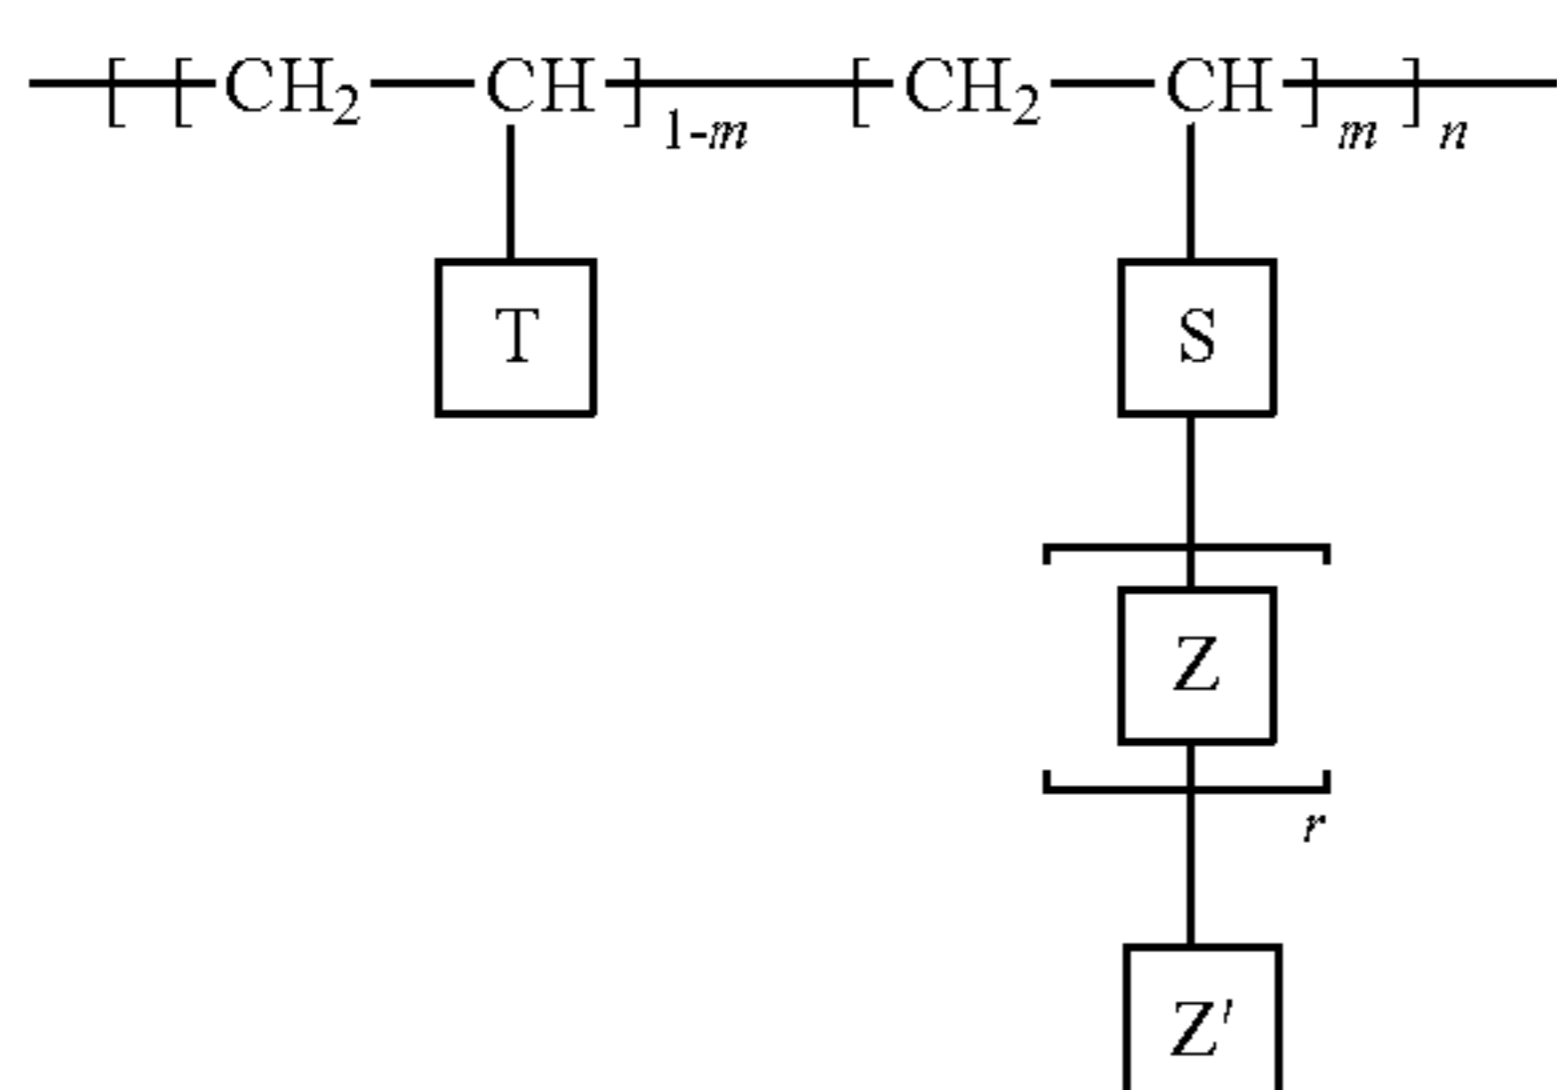 [ [ CH₂ CH ]1-m [ CH₂ CH ]m ]n
T S
Z
r
Z'